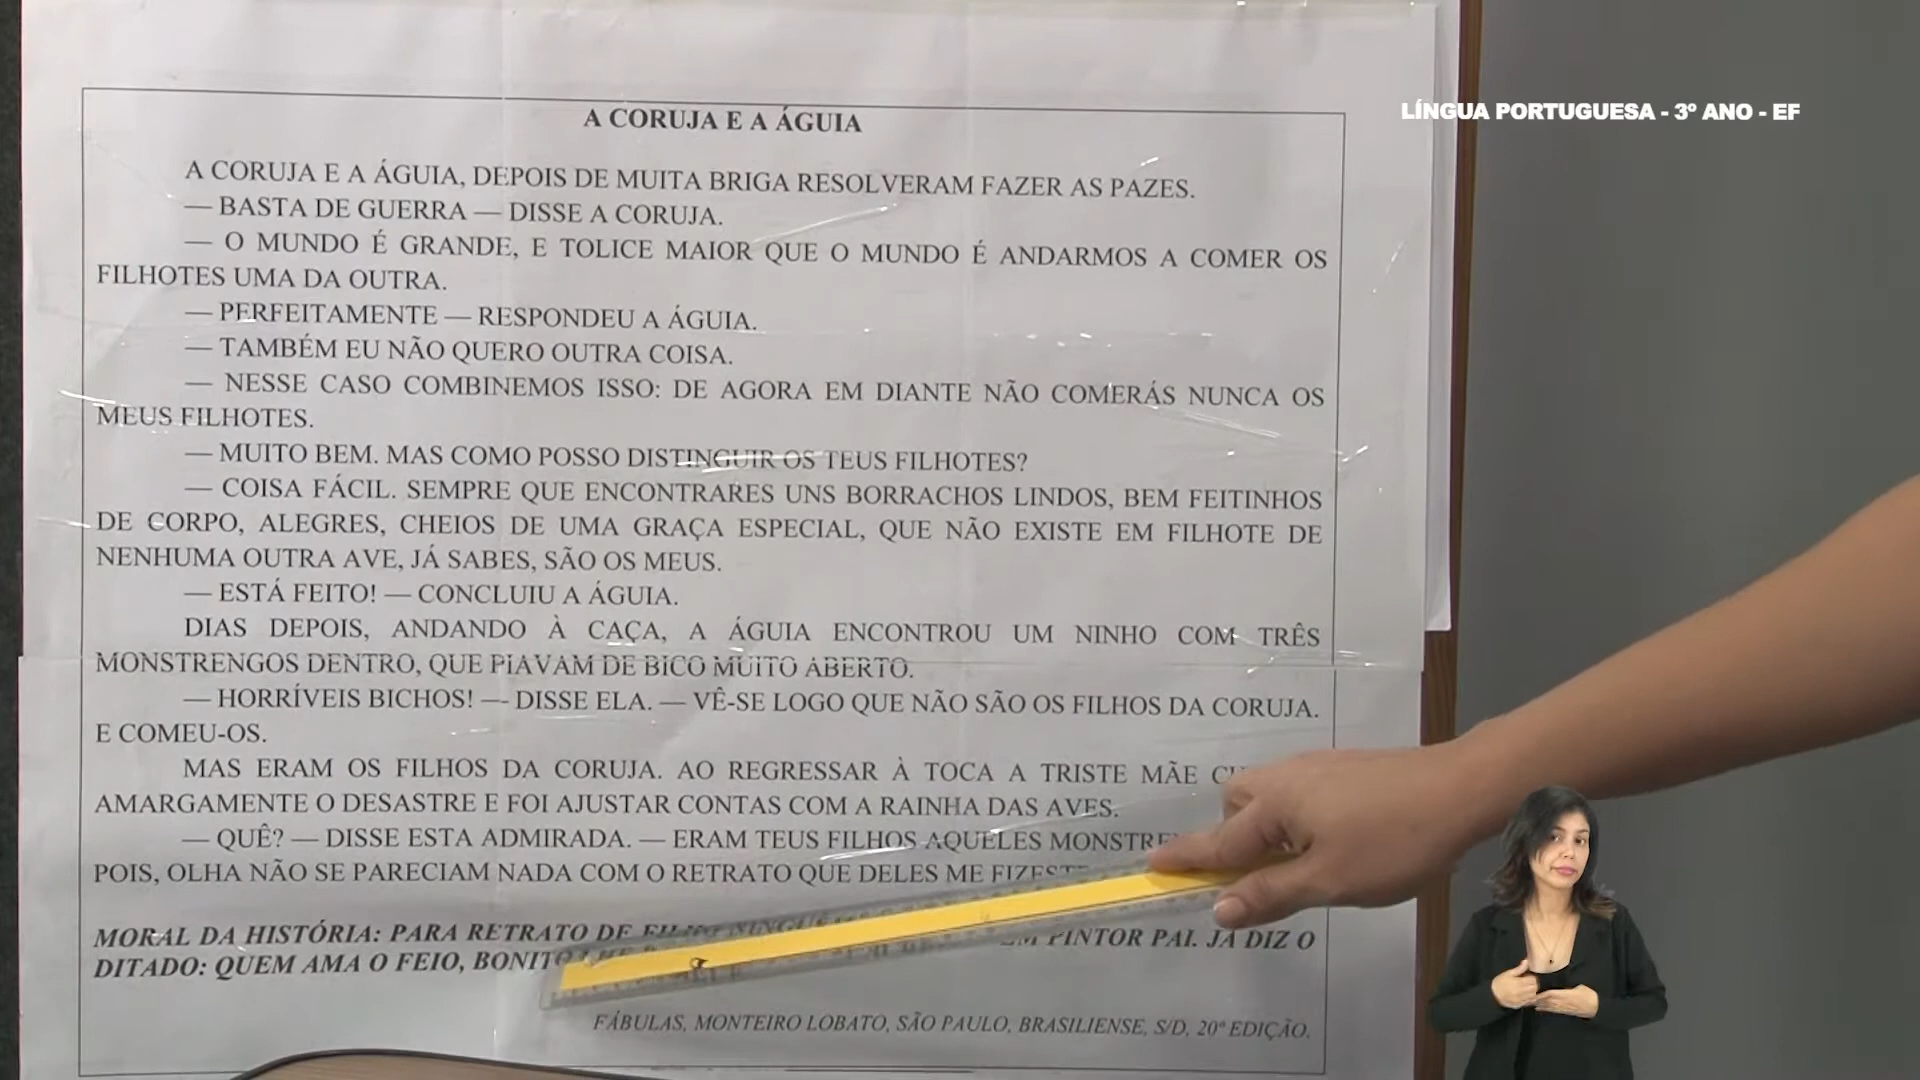 LÍNGUA PORTUGUESA - 3º ANO - EF
A CORUJA E A ÁGUIA
A CORUJA E A ÁGUIA, DEPOIS DE MUITA BRIGA RESOLVERAM FAZER AS PAZES.
— BASTA DE GUERRA — DISSE A CORUJA.
— O MUNDO É GRANDE, E TOLICE MAIOR QUE O MUNDO É ANDARMOS A COMER OS
FILHOTES UMA DA OUTRA.
— PERFEITAMENTE — RESPONDEU A ÁGUIA.
— TAMBÉM EU NÃO QUERO OUTRA COISA.
— NESSE CASO COMBINEMOS ISSO: DE AGORA EM DIANTE NÃO COMERÁS NUNCA OS
MEUS FILHOTES.
— MUITO BEM. MAS COMO POSSO DISTINGUIR OS TEUS FILHOTES?
— COISA FÁCIL. SEMPRE QUE ENCONTRARES UNS BORRACHOS LINDOS, BEM FEITINHOS
DE CORPO, ALEGRES, CHEIOS DE UMA GRAÇA ESPECIAL, QUE NÃO EXISTE EM FILHOTE DE
NENHUMA OUTRA AVE, JÁ SABES, SÃO OS MEUS.
— ESTÁ FEITO! — CONCLUIU A ÁGUIA.
DIAS DEPOIS, ANDANDO À CAÇA, A ÁGUIA ENCONTROU UM NINHO COM TRÊS
MONSTRENGOS DENTRO, QUE PIAVAM DE BICO MUITO ABERTO.
— HORRÍVEIS BICHOS! — DISSE ELA. — VÊ-SE LOGO QUE NÃO SÃO OS FILHOS DA CORUJA.
E COMEU-OS.
MAS ERAM OS FILHOS DA CORUJA. AO REGRESSAR À TOCA A TRISTE MÃE
AMARGAMENTE O DESASTRE E FOI AJUSTAR CONTAS COM A RAINHA DAS AVES.
— QUÊ? — DISSE ESTA ADMIRADA. — ERAM TEUS FILHOS AQUELES
POIS, OLHA NÃO SE PARECIAM NADA COM O RETRATO QUE DELES ME
MORAL DA HISTÓRIA: PARA RETRATO DE PINTOR PAI. JÁ DIZ O
DITADO: QUEM AMA O FEIO, BONITO
FÁBULAS, MONTEIRO LOBATO, SÃO PAULO, BRASILIENSE, S/D, 20ª EDIÇÃO.